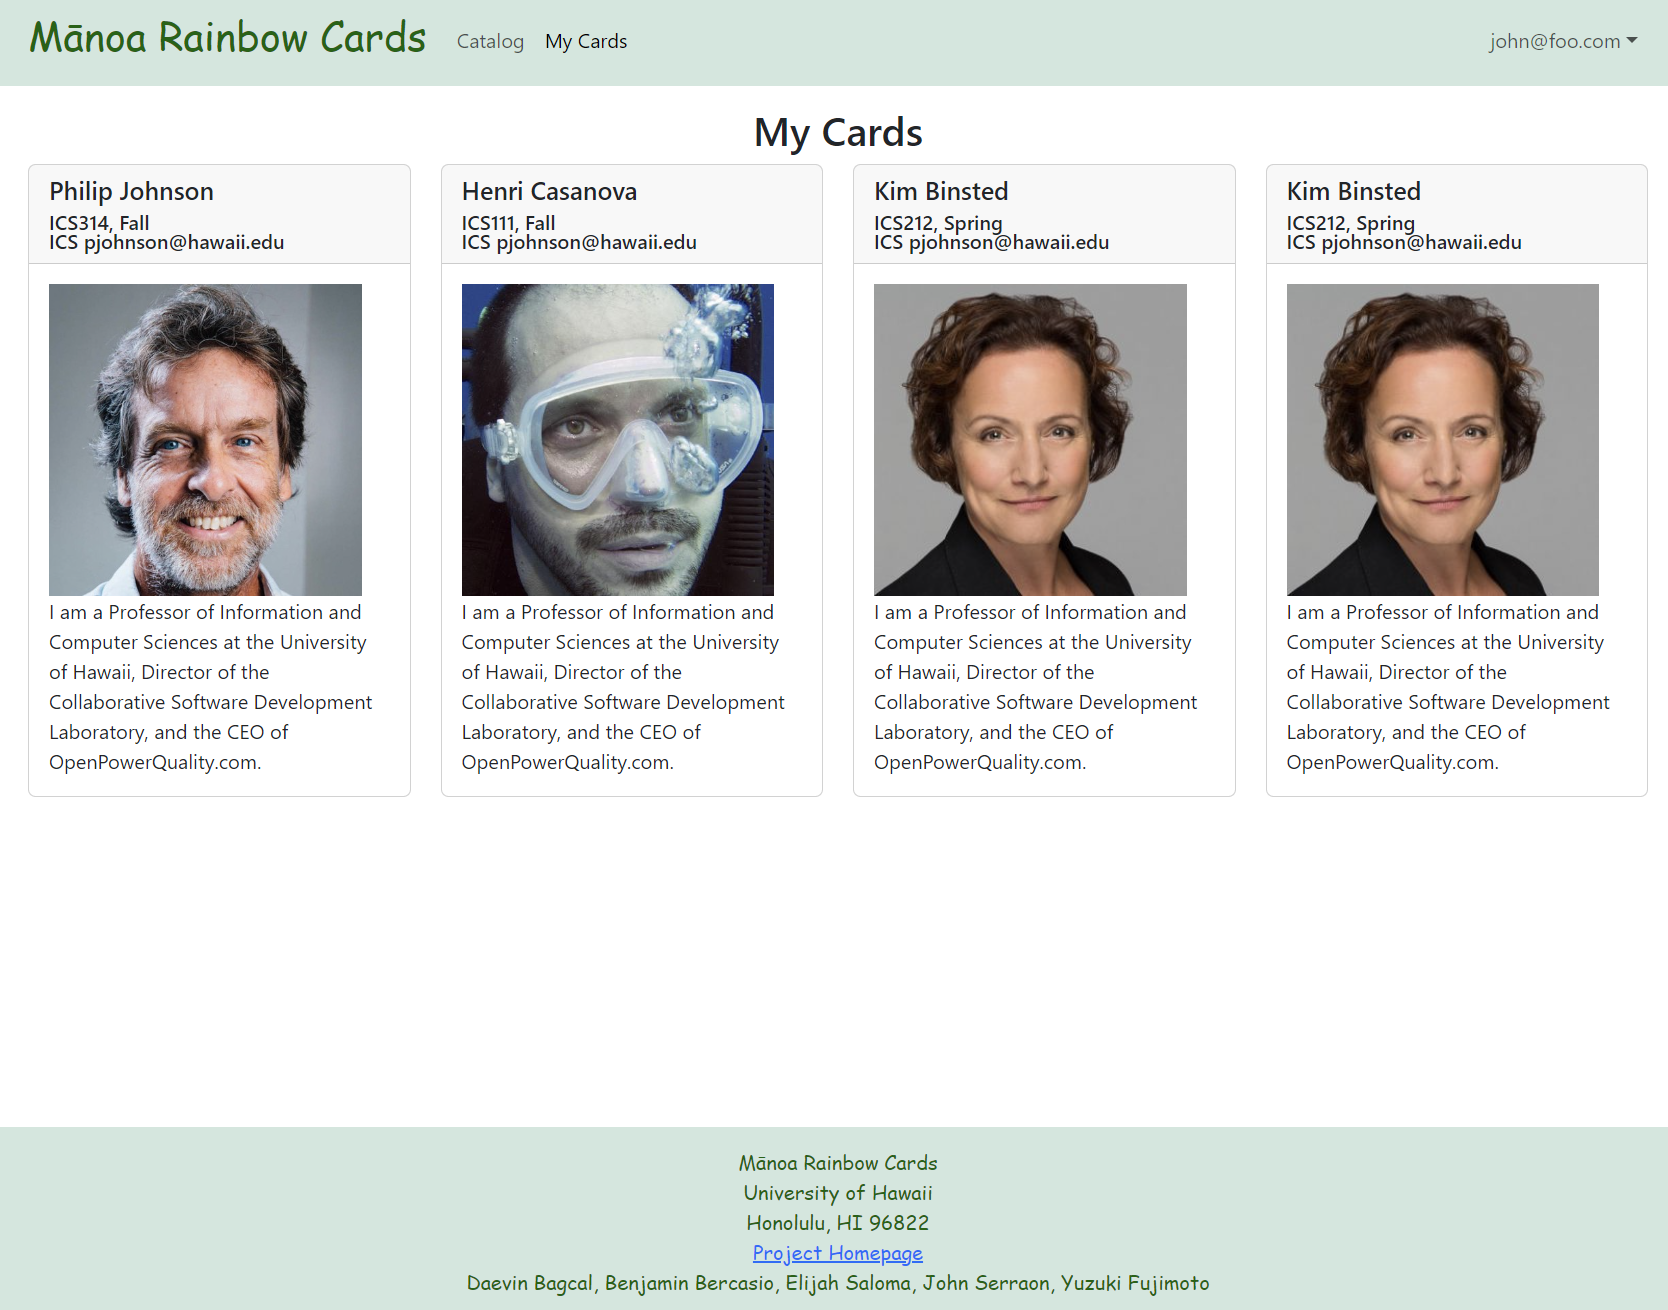 Mānoa Rainbow Cards
Catalog
My Cards
john@foo.com
My Cards
Philip Johnson
ICS314, Fall
ICS pjohnson@hawaii.edu
I am a Professor of Information and
Computer Sciences at the University
of Hawaii, Director of the
Collaborative Software Development
Laboratory, and the CEO of
OpenPowerQuality.com.
Henri Casanova
ICS111, Fall
ICS pjohnson@hawaii.edu
I am a Professor of Information and
Computer Sciences at the University
of Hawaii, Director of the
Collaborative Software Development
Laboratory, and the CEO of
OpenPowerQuality.com.
Kim Binsted
ICS212, Spring
ICS pjohnson@hawaii.edu
I am a Professor of Information and
Computer Sciences at the University
of Hawaii, Director of the
Collaborative Software Development
Laboratory, and the CEO of
OpenPowerQuality.com.
Kim Binsted
ICS212, Spring
ICS pjohnson@hawaii.edu
I am a Professor of Information and
Computer Sciences at the University
of Hawaii, Director of the
Collaborative Software Development
Laboratory, and the CEO of
OpenPowerQuality.com.
Mānoa Rainbow Cards
University of Hawaii
Honolulu, HI 96822
Project Homepage
Daevin Bagcal, Benjamin Bercasio, Elijah Saloma, John Serraon, Yuzuki Fujimoto